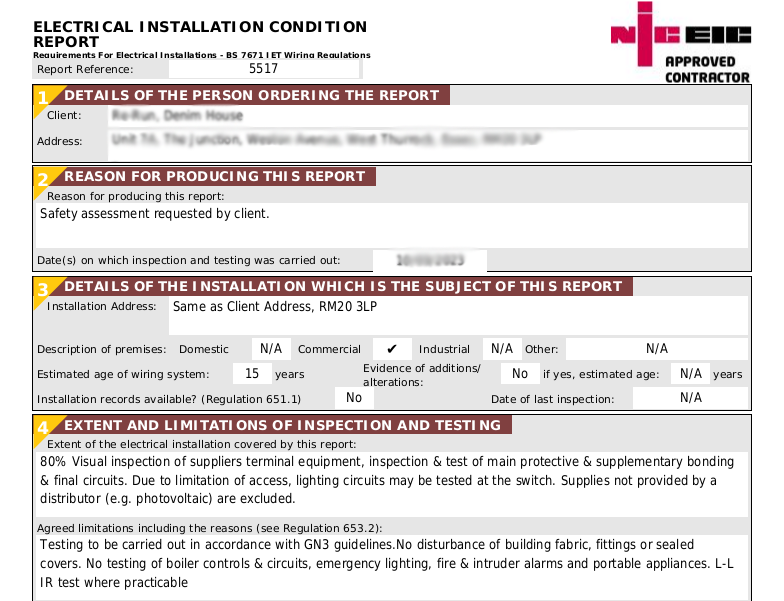 ELECTRICAL INSTALLATION CONDITION
REPORT
Requirements For Electrical Installations - BS 7671 IET Wiring Regulations
Report Reference: 5517
NICEIC
APPROVED
CONTRACTOR
1 DETAILS OF THE PERSON ORDERING THE REPORT
Client:
Address:
2 REASON FOR PRODUCING THIS REPORT
Reason for producing this report:
Safety assessment requested by client.
Date(s) on which inspection and testing was carried out:
3 DETAILS OF THE INSTALLATION WHICH IS THE SUBJECT OF THIS REPORT
Installation Address: Same as Client Address, RM20 3LP
Description of premises: Domestic N/A Commercial ✔ Industrial N/A Other: N/A
Estimated age of wiring system: 15 years Evidence of additions/
alterations: No if yes, estimated age: N/A years
Installation records available? (Regulation 651.1) No Date of last inspection: N/A
4 EXTENT AND LIMITATIONS OF INSPECTION AND TESTING
Extent of the electrical installation covered by this report:
80% Visual inspection of suppliers terminal equipment, inspection & test of main protective & supplementary bonding
& final circuits. Due to limitation of access, lighting circuits may be tested at the switch. Supplies not provided by a
distributor (e.g. photovoltaic) are excluded.
Agreed limitations including the reasons (see Regulation 653.2):
Testing to be carried out in accordance with GN3 guidelines.No disturbance of building fabric, fittings or sealed
covers. No testing of boiler controls & circuits, emergency lighting, fire & intruder alarms and portable appliances. L-L
IR test where practicable